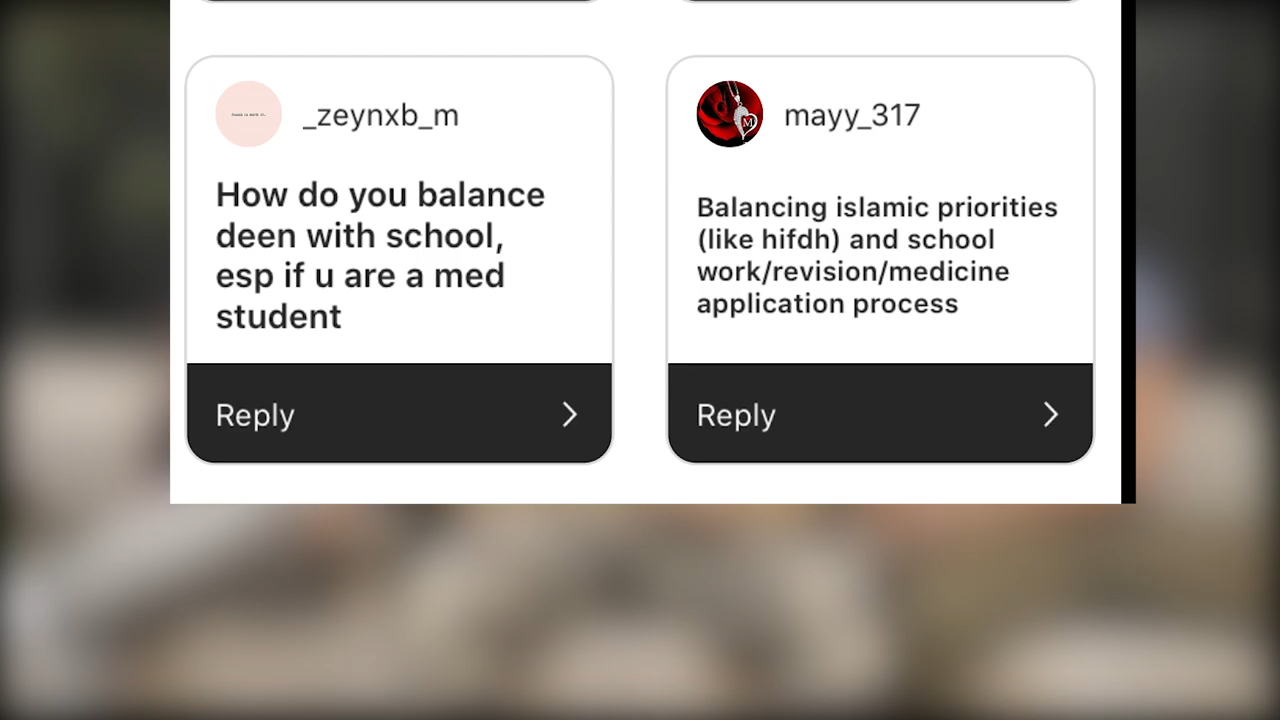 _zeynxb_m
How do you balance
deen with school,
esp if u are a med
student
Reply
mayy_317
M
Balancing islamic priorities
(like hifdh) and school
work/revision/medicine
application process
Reply